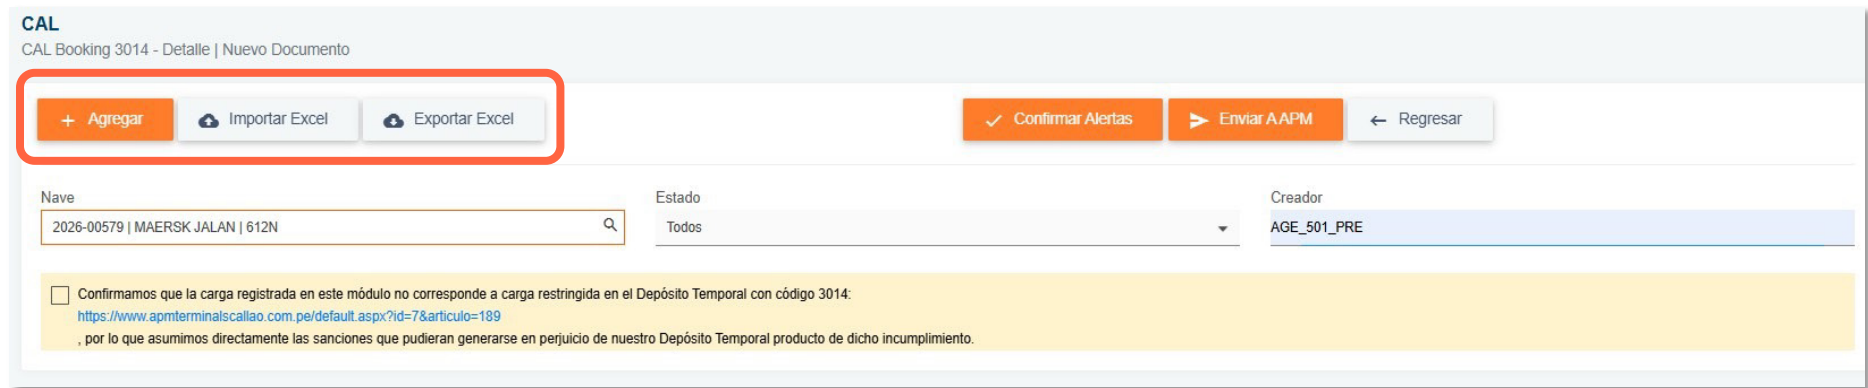 CAL
CAL Booking 3014 - Detalle | Nuevo Documento
+ Agregar Importar Excel Exportar Excel Confirmar Alertas Enviar A APM Regresar
Nave Estado Creador
2026-00579 | MAERSK JALAN | 612N Todos AGE_501_PRE
Confirmamos que la carga registrada en este módulo no corresponde a carga restringida en el Depósito Temporal con código 3014:
https://www.apmterminalscallao.com.pe/default.aspx?id=7&articulo=189
, por lo que asumimos directamente las sanciones que pudieran generarse en perjuicio de nuestro Depósito Temporal producto de dicho incumplimiento.